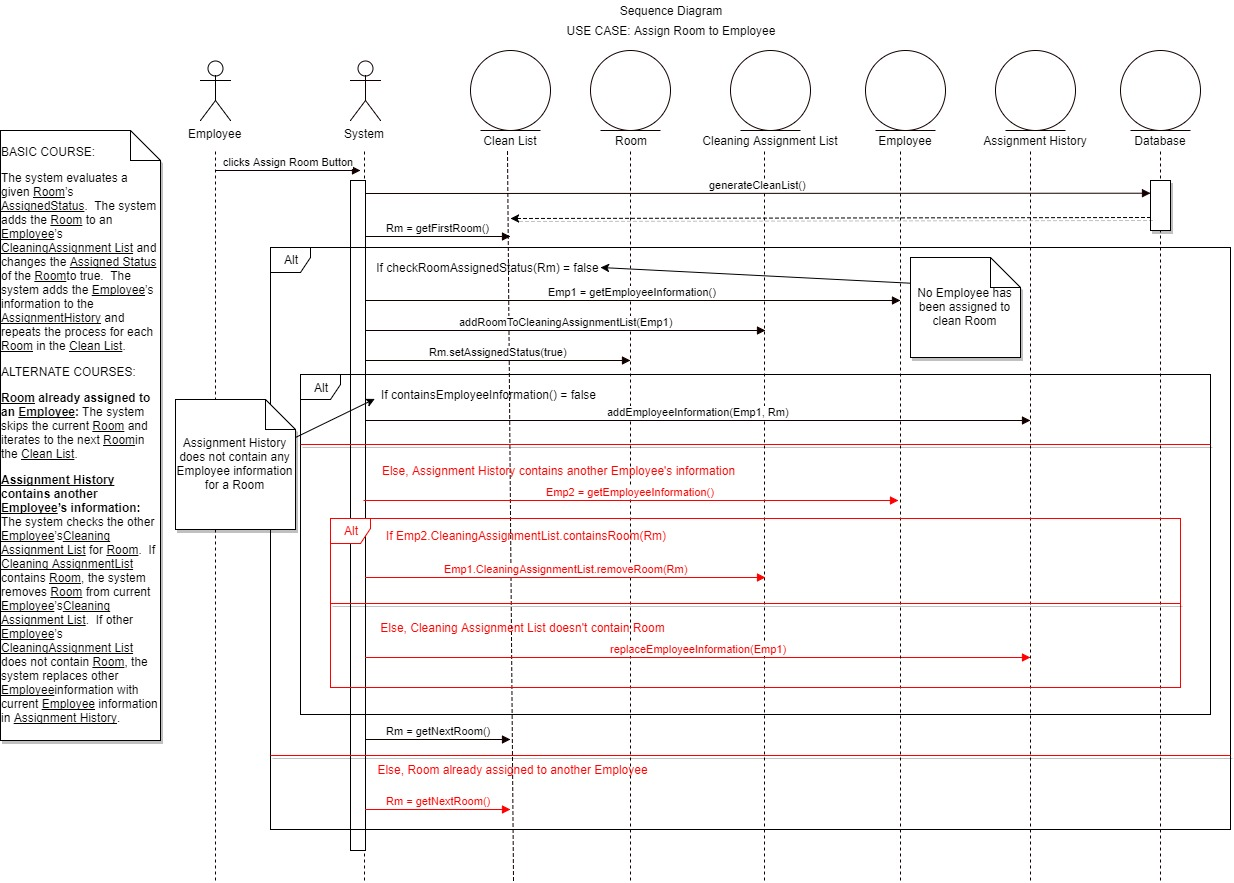 Sequence Diagram
USE CASE: Assign Room to Employee
Employee
System
Clean List
Room
Cleaning Assignment List
Employee
Assignment History
Database
BASIC COURSE:
The system evaluates a
given Room's
AssignedStatus.  The system
adds the Room to an
Employee's
CleaningAssignment List and
changes the Assigned Status
of the Roomto true.  The
system adds the Employee's
information to the
AssignmentHistory and
repeats the process for each
Room in the Clean List.
ALTERNATE COURSES:
Room already assigned to
an Employee: The system
skips the current Room and
iterates to the next Roomin
the Clean List.
Assignment History
contains another
Employee's information:
The system checks the other
Employee'sCleaning
Assignment List for Room.  If
Cleaning AssignmentList
contains Room, the system
removes Room from current
Employee'sCleaning
Assignment List.  If other
Employee's
CleaningAssignment List
does not contain Room, the
system replaces other
Employeeinformation with
current Employee information
in Assignment History.
clicks Assign Room Button
generateCleanList()
Rm = getFirstRoom()
Alt
If checkRoomAssignedStatus(Rm) = false
No Employee has
been assigned to
clean Room
Emp1 = getEmployeeInformation()
addRoomToCleaningAssignmentList(Emp1)
Rm.setAssignedStatus(true)
Alt
If containsEmployeeInformation() = false
Assignment History
does not contain any
Employee information
for a Room
addEmployeeInformation(Emp1, Rm)
Else, Assignment History contains another Employee's information
Emp2 = getEmployeeInformation()
Alt
If Emp2.CleaningAssignmentList.containsRoom(Rm)
Emp1.CleaningAssignmentList.removeRoom(Rm)
Else, Cleaning Assignment List doesn't contain Room
replaceEmployeeInformation(Emp1)
Rm = getNextRoom()
Else, Room already assigned to another Employee
Rm = getNextRoom()